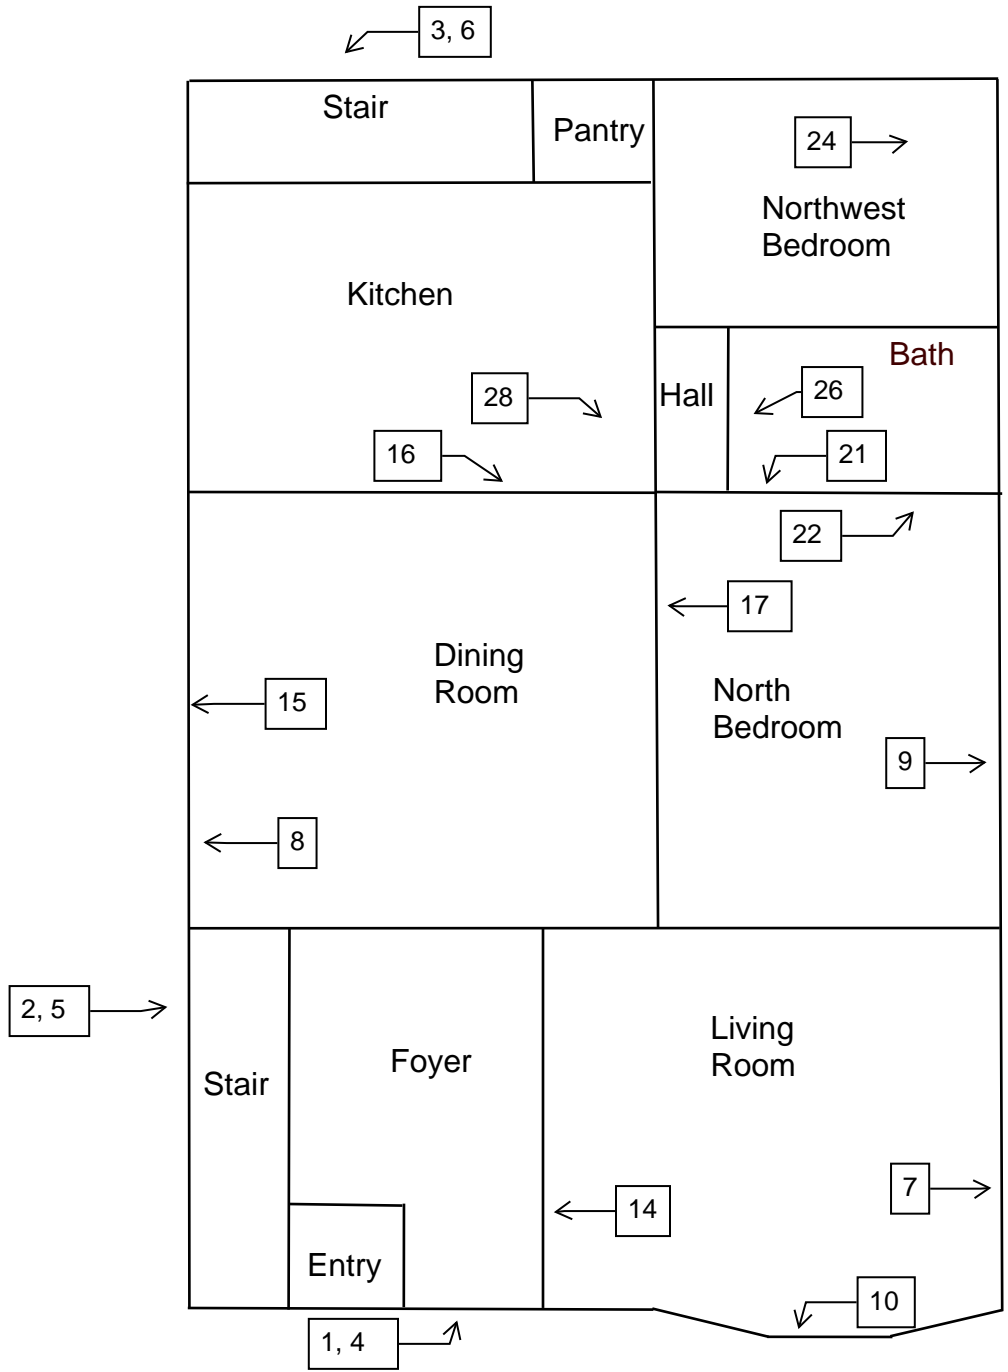 3, 6
Stair
Pantry
24
Northwest
Bedroom
Kitchen
Bath
Hall
28
26
16
21
22
17
Dining
Room
15
North
Bedroom
9
8
2, 5
Living
Room
Foyer
Stair
7
14
Entry
10
1, 4